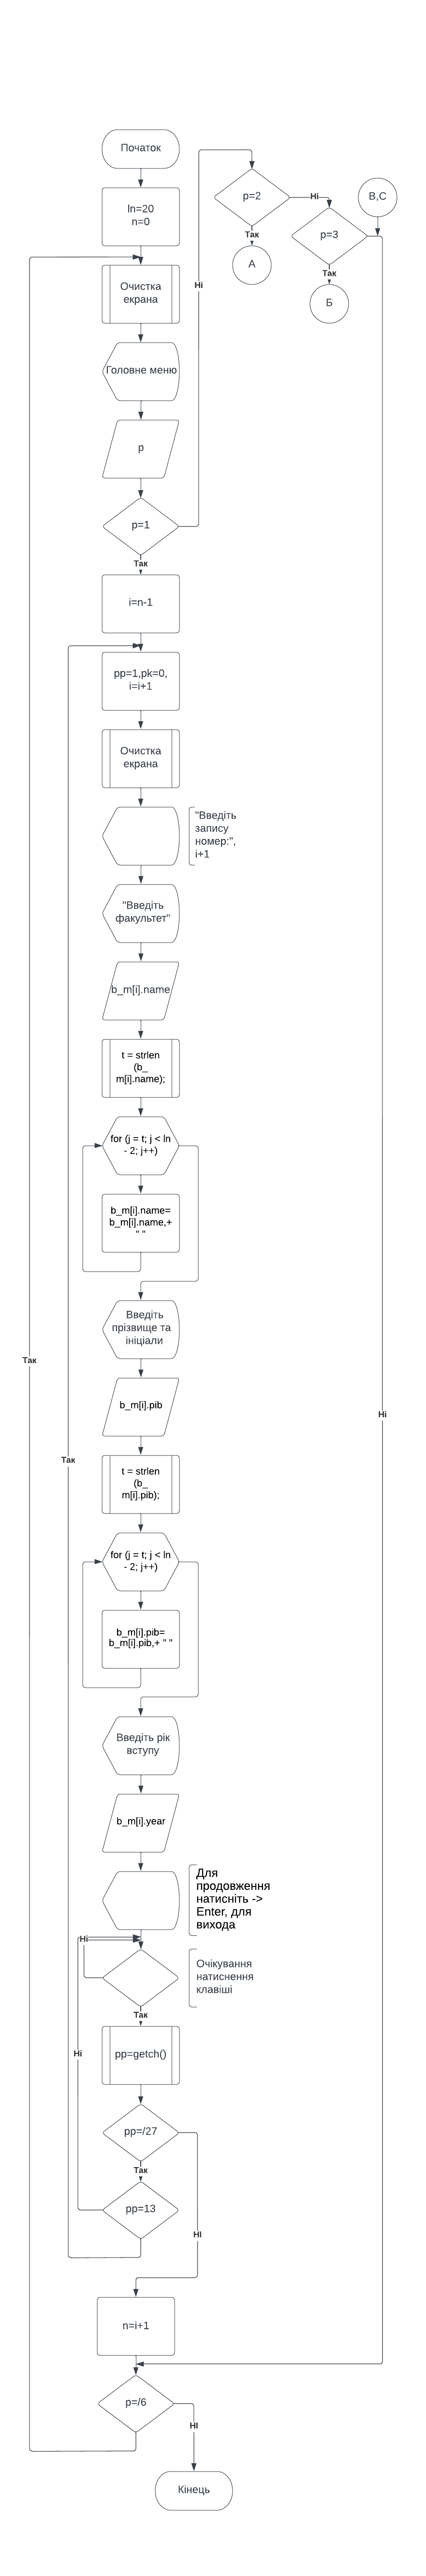 Початок
ln=20
n=0
Очистка
екрана
Головне меню
p
p=1
Ні
Так
p=2
Ні
Так
А
p=3
Так
Б
В,С
i=n-1
pp=1,pk=0,
i=i+1
Очистка
екрана
"Введіть
запису
номер:",
i+1
"Введіть
факультет"
b_m[i].name
t = strlen
(b_
m[i].name);
for (j = t; j < ln
- 2; j++)
b_m[i].name=
b_m[i].name,+
" "
Введіть
прізвище та
ініціали
Так
b_m[i].pib
Ні
Так
t = strlen
(b_
m[i].pib);
for (j = t; j < ln
- 2; j++)
b_m[i].pib=
b_m[i].pib,+ " "
Введіть рік
вступу
b_m[i].year
Для
продовження
натисніть ->
Enter, для
вихода
Ні
Очікування
натиснення
клавіші
Так
Ні
pp=getch()
pp=/27
Так
pp=13
НІ
n=i+1
p=/6
НІ
Кінець